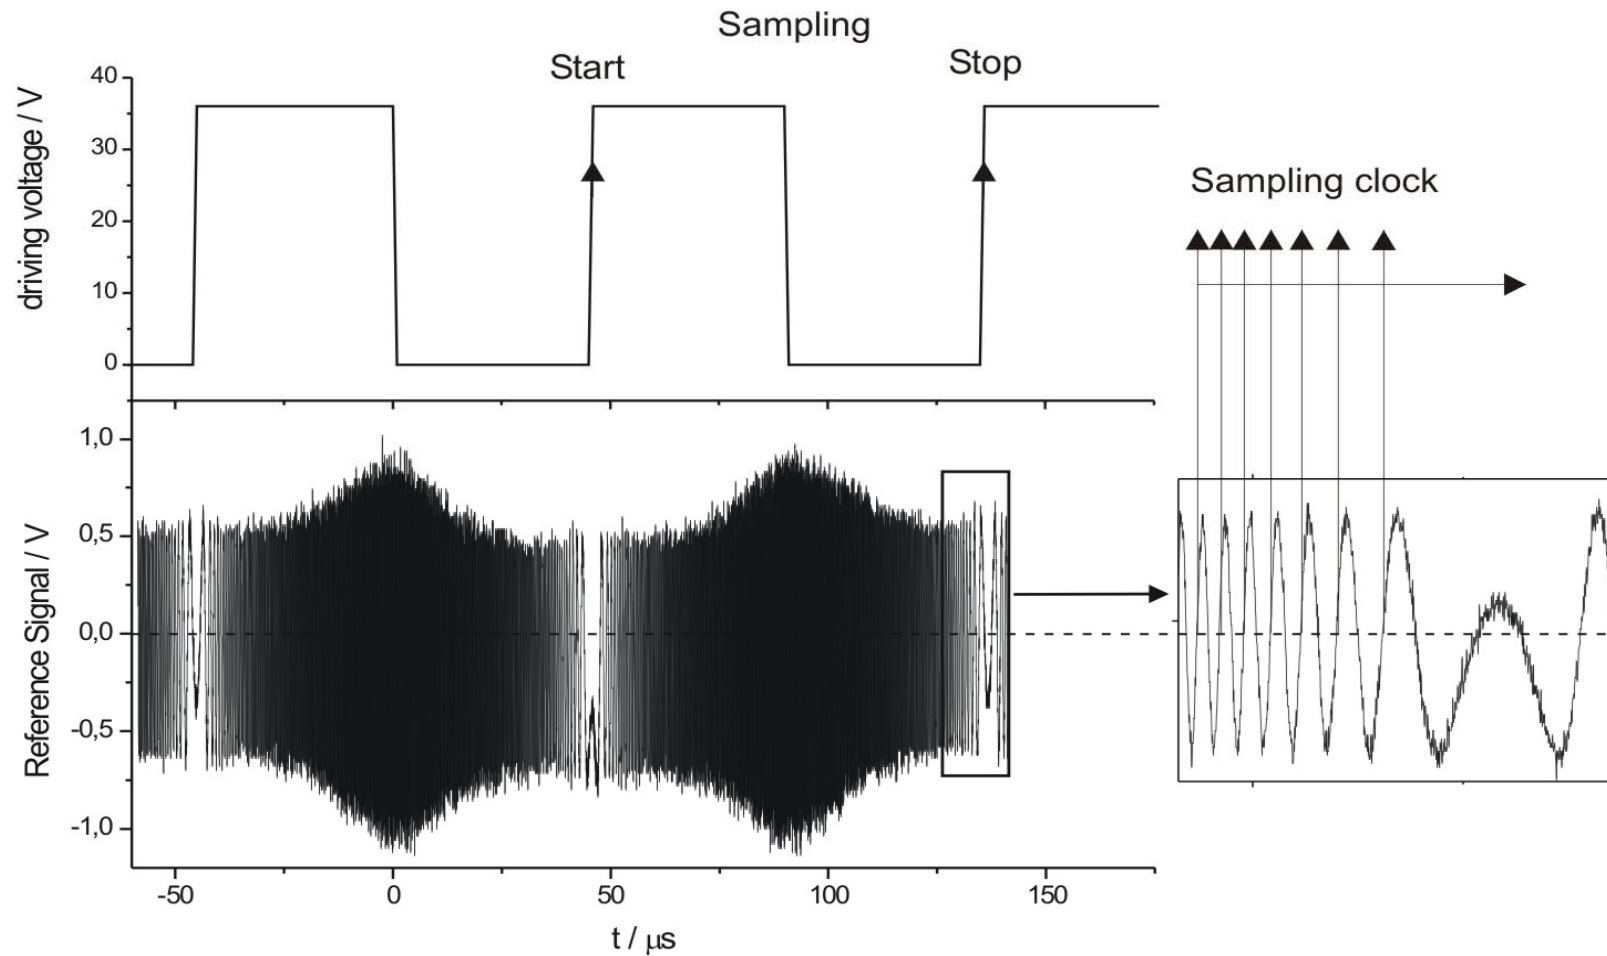 Sampling
Start
Stop
40
30
20
10
0
driving voltage / V
Sampling clock
1,0
0,5
0,0
-0,5
-1,0
Reference Signal / V
-50
0
50
100
150
t / μs